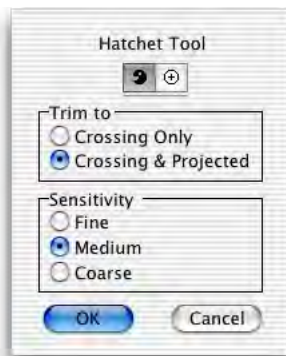 Hatchet Tool
Trim to
Crossing Only
Crossing & Projected
Sensitivity
Fine
Medium
Coarse
OK
Cancel